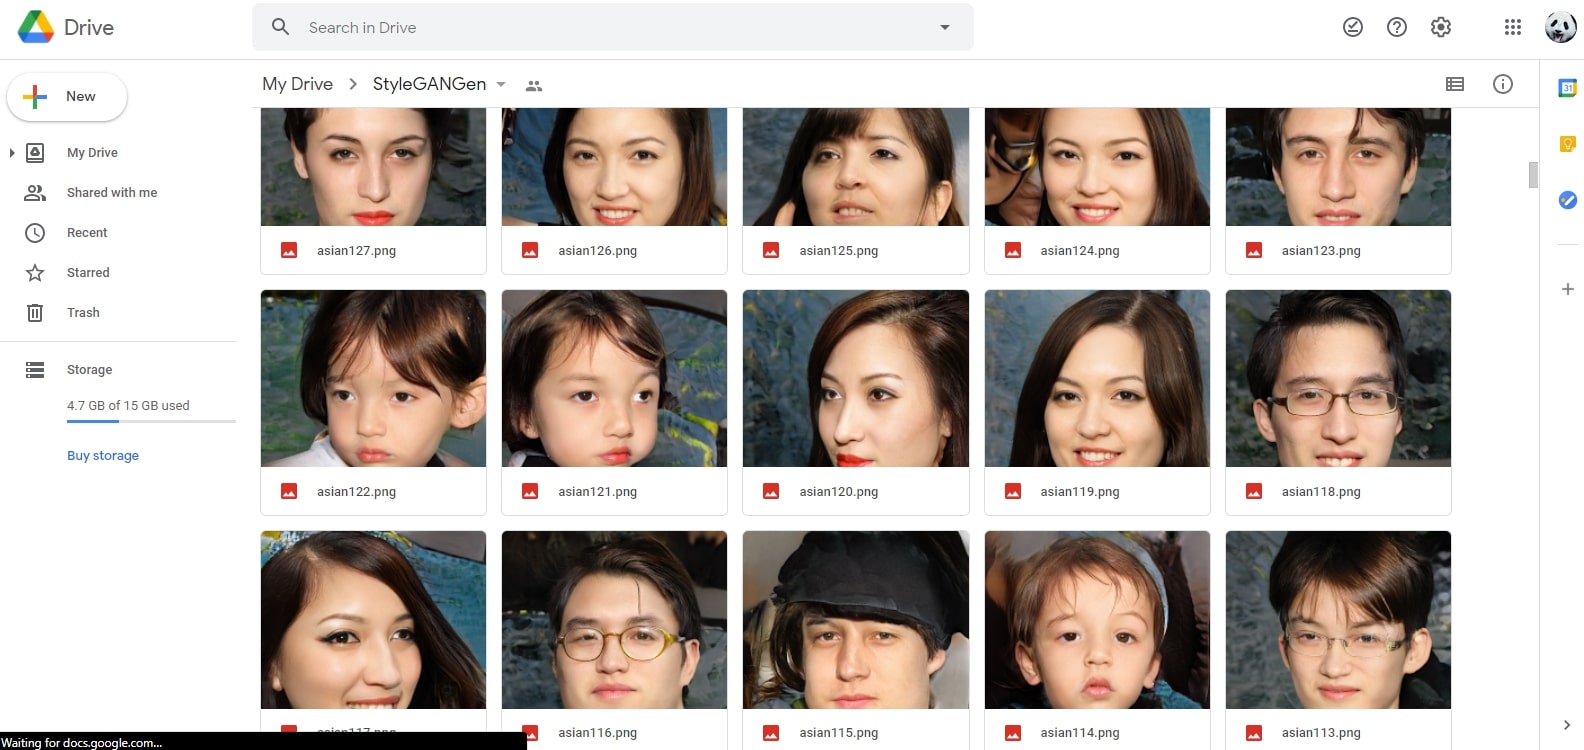 Drive
Search in Drive
New
My Drive
Shared with me
Recent
Starred
Trash
Storage
4.7 GB of 15 GB used
Buy storage
My Drive > StyleGANGen
asian127.png
asian126.png
asian125.png
asian124.png
asian123.png
asian122.png
asian121.png
asian120.png
asian119.png
asian118.png
asian117.png
asian116.png
asian115.png
asian114.png
asian113.png
31
Waiting for docs.google.com...